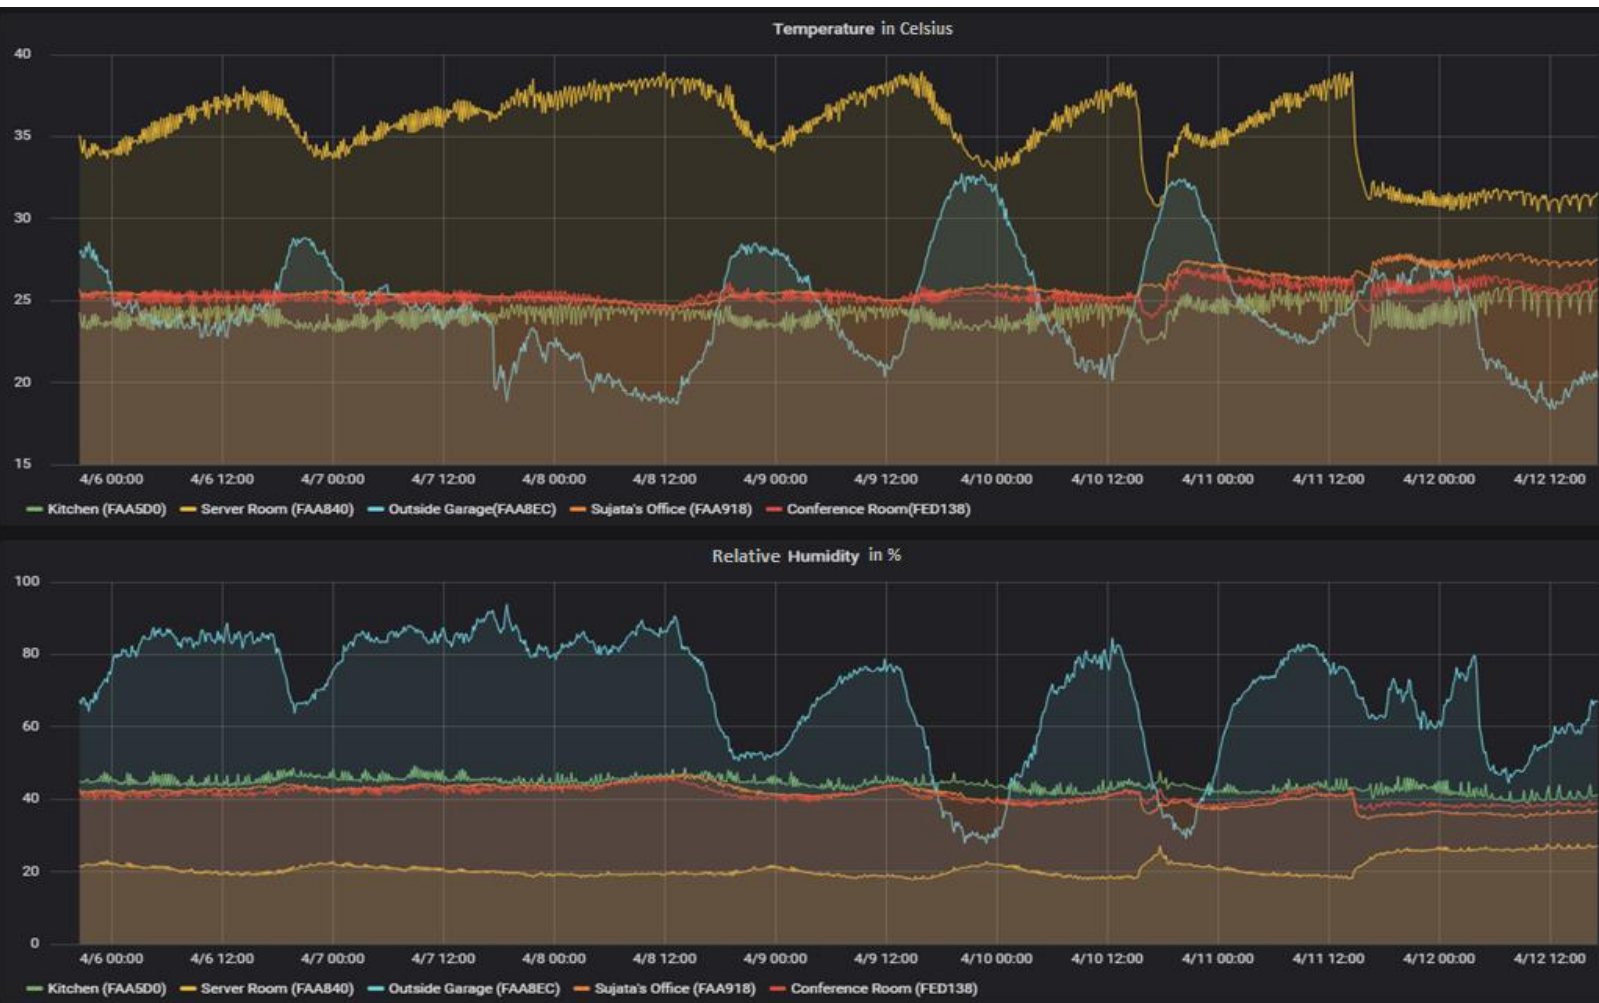 Temperature in Celsius
40
35
30
25
20
15
4/6 00:00 4/6 12:00 4/7 00:00 4/7 12:00 4/8 00:00 4/8 12:00 4/9 00:00 4/9 12:00 4/10 00:00 4/10 12:00 4/11 00:00 4/11 12:00 4/12 00:00 4/12 12:00
Kitchen (FAA5D0) Server Room (FAA840) Outside Garage(FAA8EC) Sujata's Office (FAA918) Conference Room(FED138)
Relative Humidity in %
100
80
60
40
20
0
4/6 00:00 4/6 12:00 4/7 00:00 4/7 12:00 4/8 00:00 4/8 12:00 4/9 00:00 4/9 12:00 4/10 00:00 4/10 12:00 4/11 00:00 4/11 12:00 4/12 00:00 4/12 12:00
Kitchen (FAA5D0) Server Room (FAA840) Outside Garage (FAA8EC) Sujata's Office (FAA918) Conference Room (FED138)